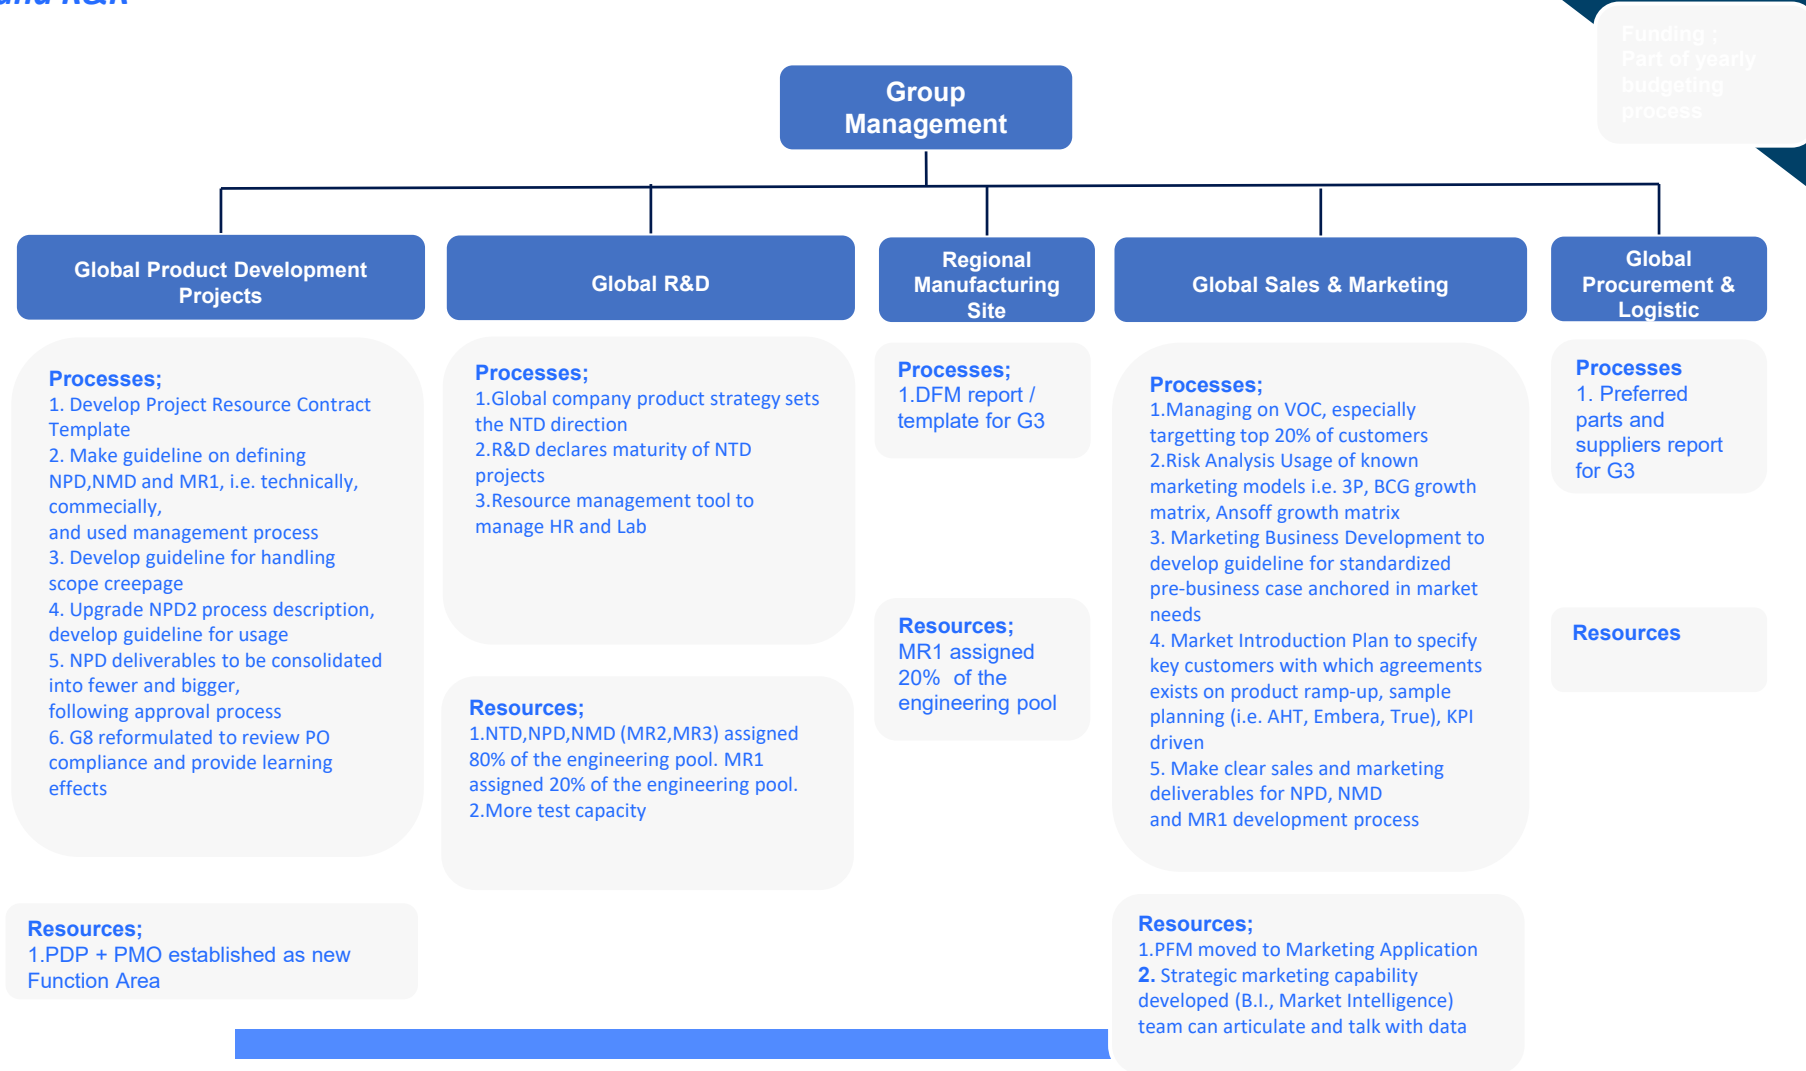 and R&R
Funding ;
Part of yearly
budgeting
process
Group
Management
Global Product Development
Projects
Global R&D
Regional
Manufacturing
Site
Global Sales & Marketing
Global
Procurement &
Logistic
Processes;
1. Develop Project Resource Contract
Template
2. Make guideline on defining
NPD,NMD and MR1, i.e. technically,
commecially,
and used management process
3. Develop guideline for handling
scope creepage
4. Upgrade NPD2 process description,
develop guideline for usage
5. NPD deliverables to be consolidated
into fewer and bigger,
following approval process
6. G8 reformulated to review PO
compliance and provide learning
effects
Resources;
1.PDP + PMO established as new
Function Area
Processes;
1.Global company product strategy sets
the NTD direction
2.R&D declares maturity of NTD
projects
3.Resource management tool to
manage HR and Lab
Resources;
1.NTD,NPD,NMD (MR2,MR3) assigned
80% of the engineering pool. MR1
assigned 20% of the engineering pool.
2.More test capacity
Processes;
1.DFM report /
template for G3
Resources;
MR1 assigned
20%  of the
engineering pool
Processes;
1.Managing on VOC, especially
targetting top 20% of customers
2.Risk Analysis Usage of known
marketing models i.e. 3P, BCG growth
matrix, Ansoff growth matrix
3. Marketing Business Development to
develop guideline for standardized
pre-business case anchored in market
needs
4. Market Introduction Plan to specify
key customers with which agreements
exists on product ramp-up, sample
planning (i.e. AHT, Embera, True), KPI
driven
5. Make clear sales and marketing
deliverables for NPD, NMD
and MR1 development process
Resources;
1.PFM moved to Marketing Application
2. Strategic marketing capability
developed (B.I., Market Intelligence)
team can articulate and talk with data
Processes
1. Preferred
parts and
suppliers report
for G3
Resources